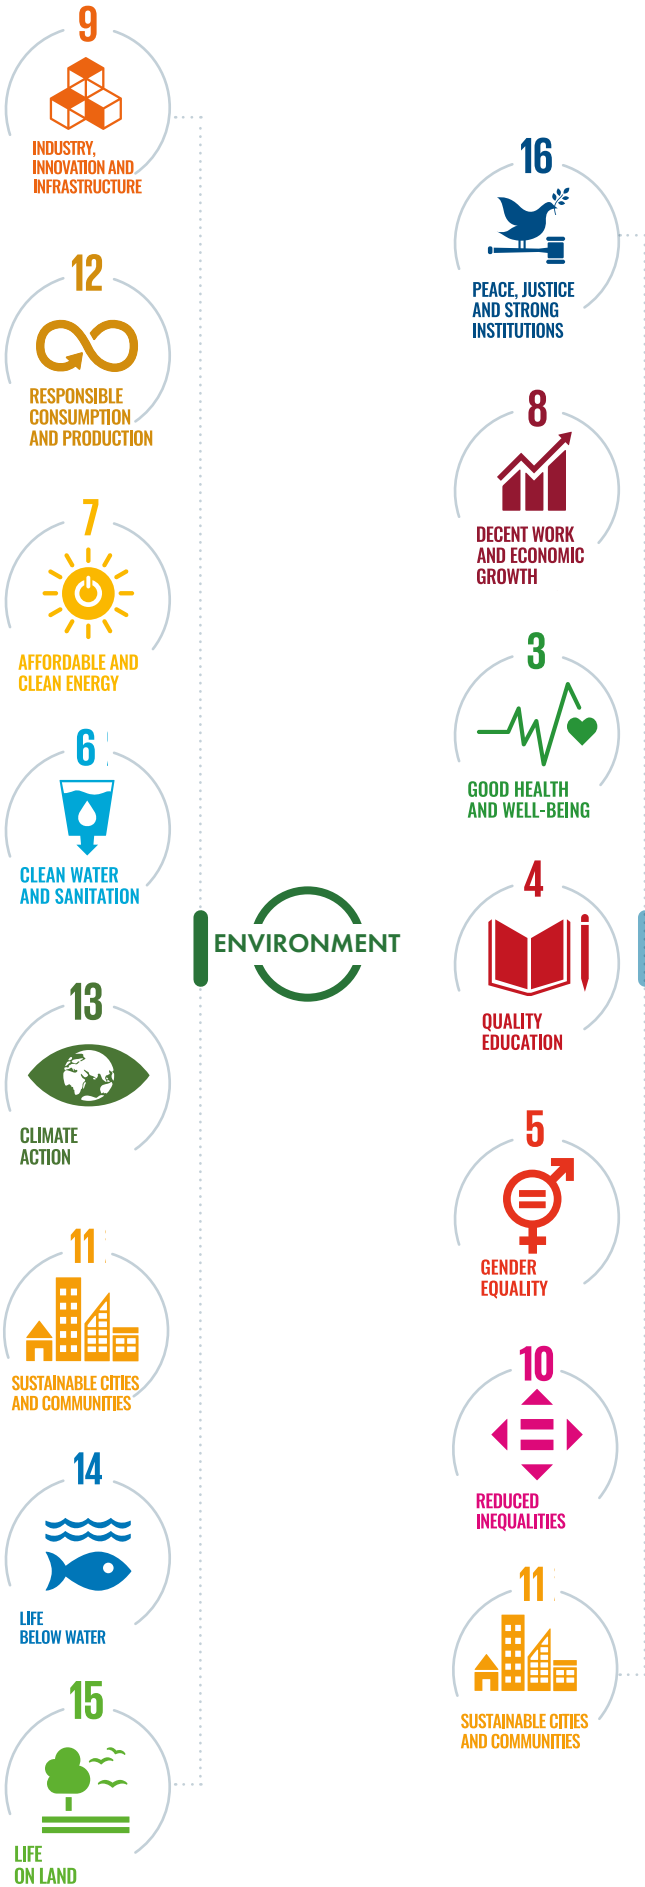 9
INDUSTRY,
INNOVATION AND
INFRASTRUCTURE
12
RESPONSIBLE
CONSUMPTION
AND PRODUCTION
7
AFFORDABLE AND
CLEAN ENERGY
6
CLEAN WATER
AND SANITATION
13
CLIMATE
ACTION
11
SUSTAINABLE CITIES
AND COMMUNITIES
14
LIFE
BELOW WATER
15
LIFE
ON LAND
ENVIRONMENT
16
PEACE, JUSTICE
AND STRONG
INSTITUTIONS
8
DECENT WORK
AND ECONOMIC
GROWTH
3
GOOD HEALTH
AND WELL-BEING
4
QUALITY
EDUCATION
5
GENDER
EQUALITY
10
REDUCED
INEQUALITIES
11
SUSTAINABLE CITIES
AND COMMUNITIES